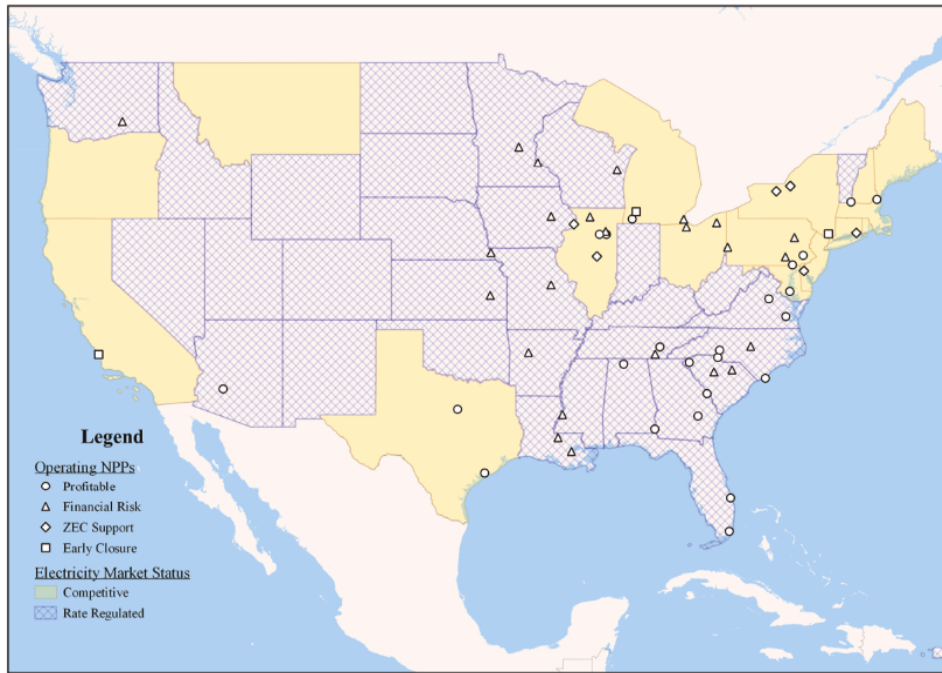 Legend
Operating NPPs
Profitable
Financial Risk
ZEC Support
Early Closure
Electricity Market Status
Competitive
Rate Regulated